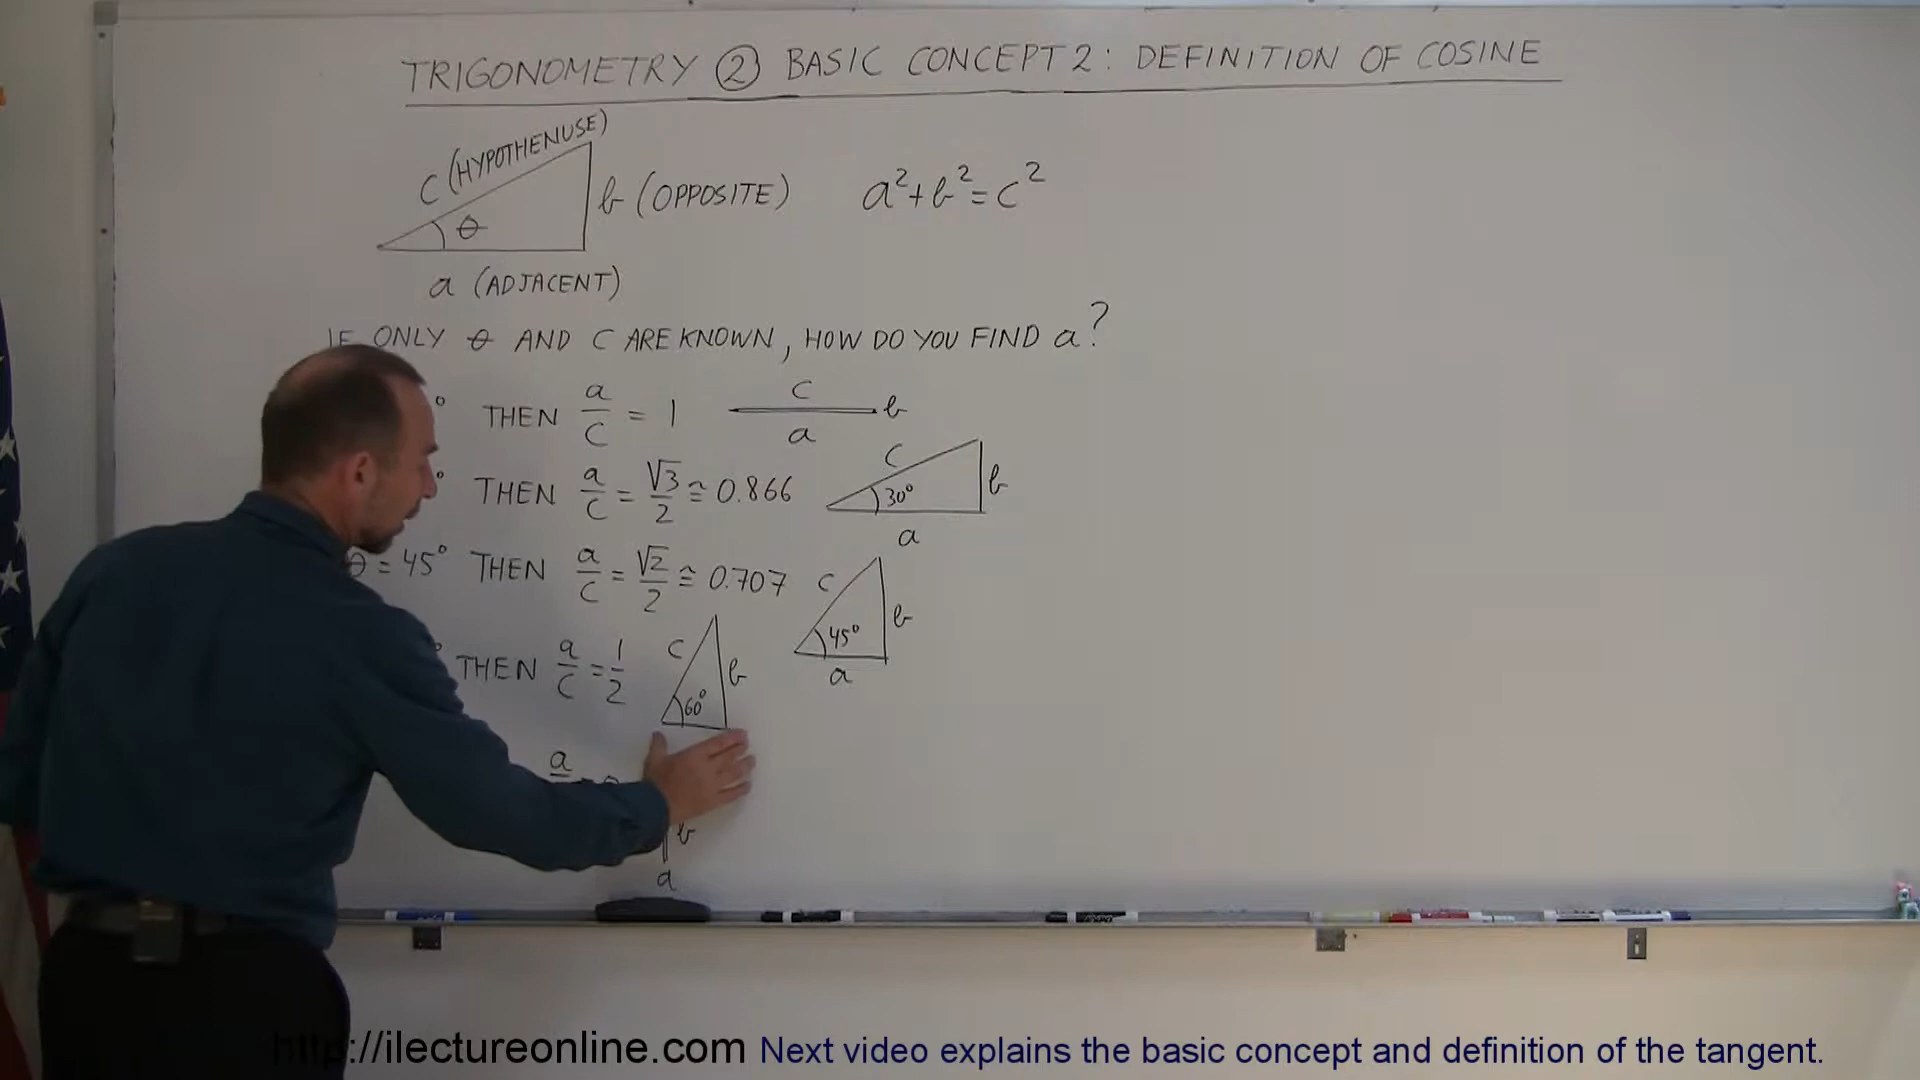 TRIGONOMETRY ② BASIC CONCEPT 2: DEFINITION OF COSINE
C (HYPOTHENUSE)
b (OPPOSITE)
a² + b² = c²
θ
a (ADJACENT)
IF ONLY θ AND C ARE KNOWN, HOW DO YOU FIND a?
° THEN a/c = 1
c
b
a
° THEN a/c = √3/2 ≅ 0.866
c
30°
b
a
θ = 45° THEN a/c = √2/2 ≅ 0.707
c
45°
b
a
° THEN a/c = 1/2
c
60°
b
a
b
a
http://ilectureonline.com Next video explains the basic concept and definition of the tangent.